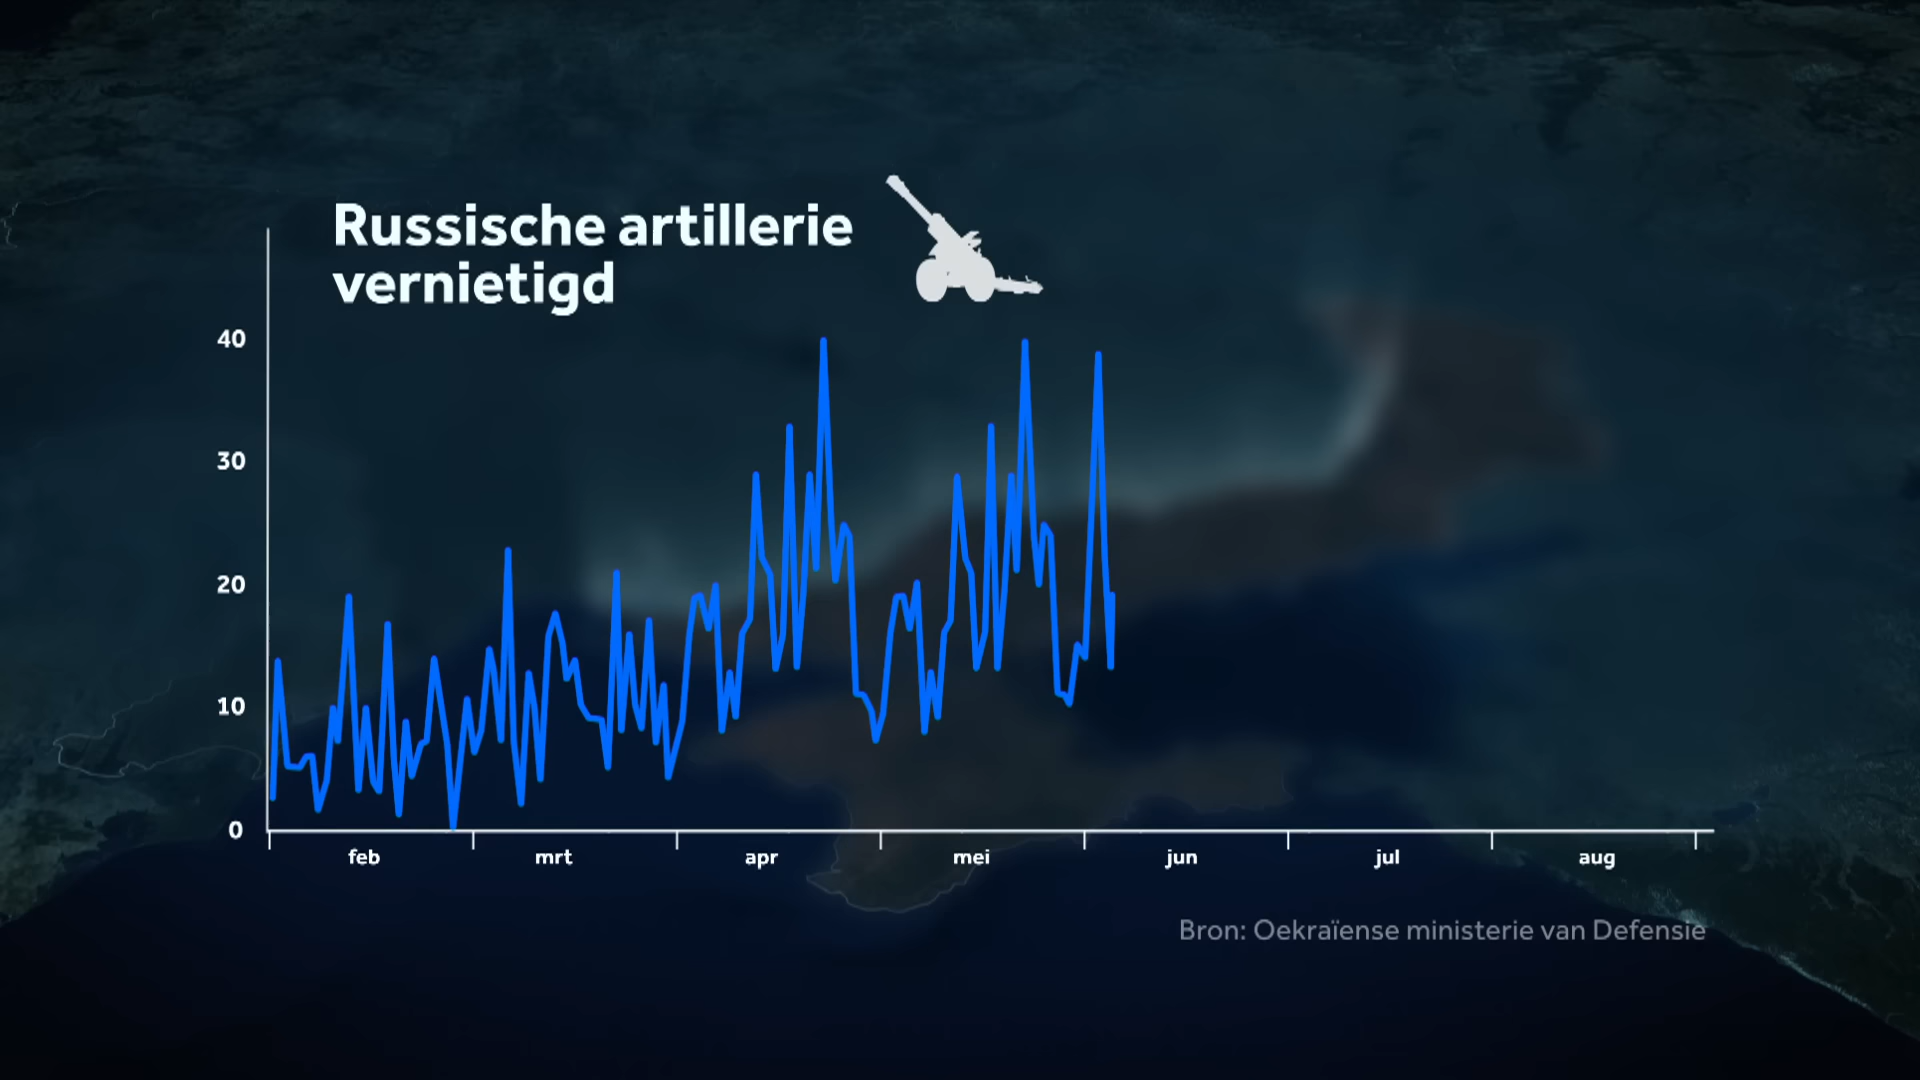 Russische artillerie
vernietigd
40
30
20
10
0
feb mrt apr mei jun jul aug
Bron: Oekraïense ministerie van Defensie